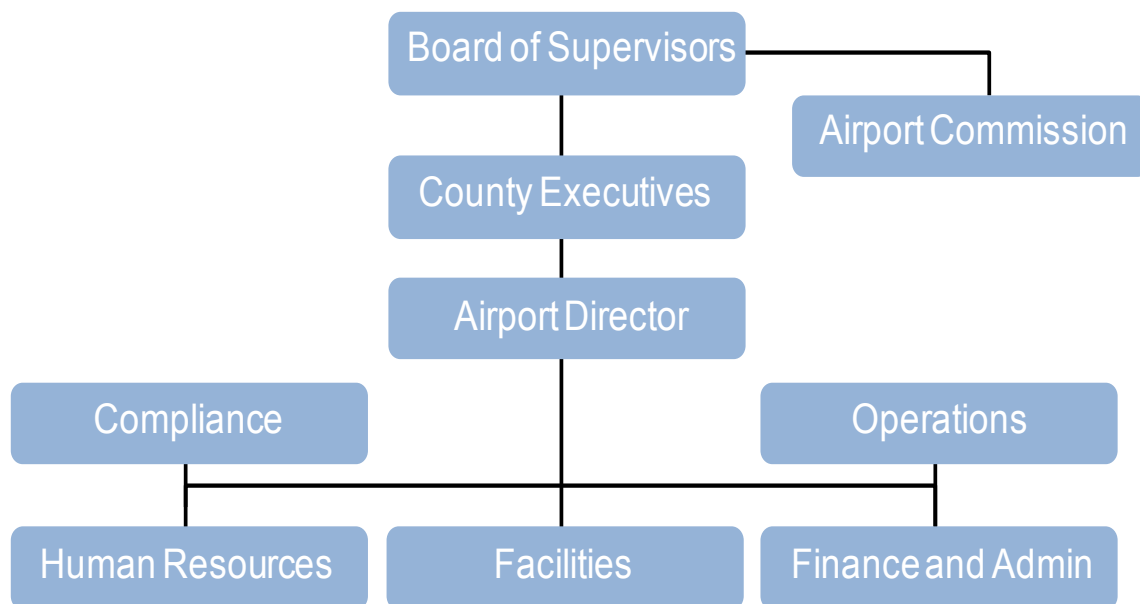 Board of Supervisors
Airport Commission
County Executives
Airport Director
Compliance
Operations
Human Resources
Facilities
Finance and Admin